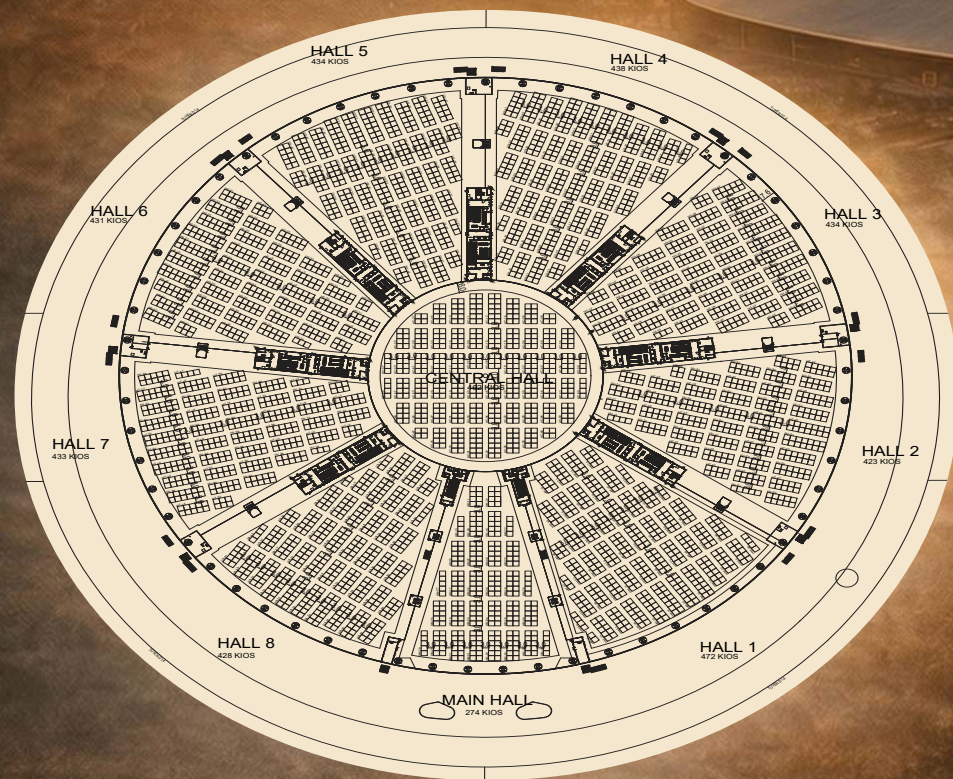 HALL 5
434 KIOS
HALL 4
438 KIOS
HALL 6
431 KIOS
HALL 3
434 KIOS
CENTRAL HALL
HALL 7
433 KIOS
HALL 2
423 KIOS
HALL 8
428 KIOS
HALL 1
472 KIOS
MAIN HALL
274 KIOS